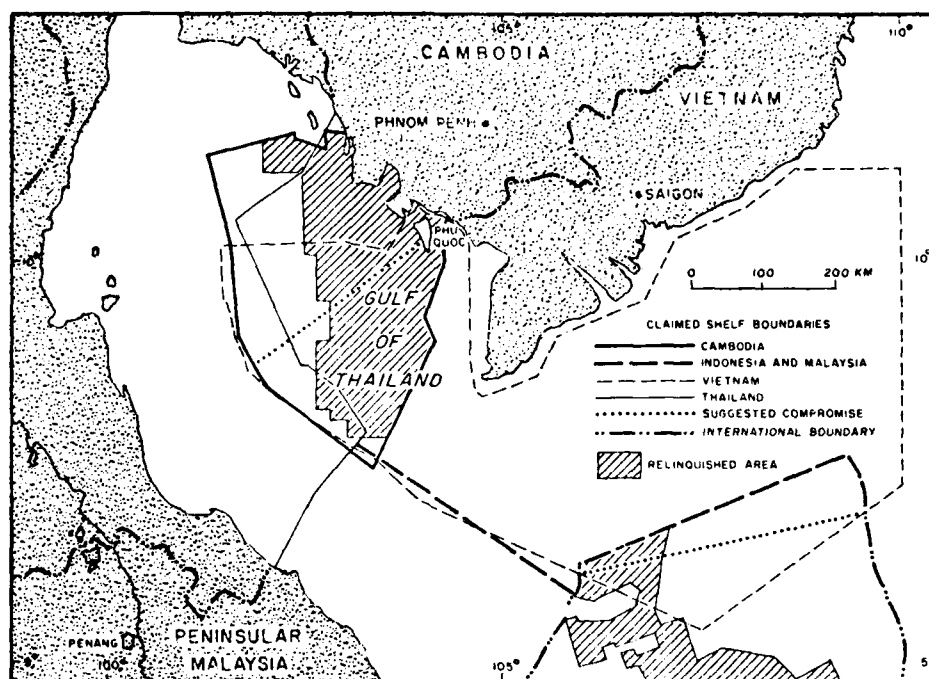 105°
110°
CAMBODIA
VIETNAM
PHNOM PENH
SAIGON
PHU
QUOC
10°
0 100 200 KM
GULF
OF
THAILAND
CLAIMED SHELF BOUNDARIES
CAMBODIA
INDONESIA AND MALAYSIA
VIETNAM
THAILAND
SUGGESTED COMPROMISE
INTERNATIONAL BOUNDARY
RELINQUISHED AREA
PENANG
PENINSULAR
MALAYSIA
100°
105°
5